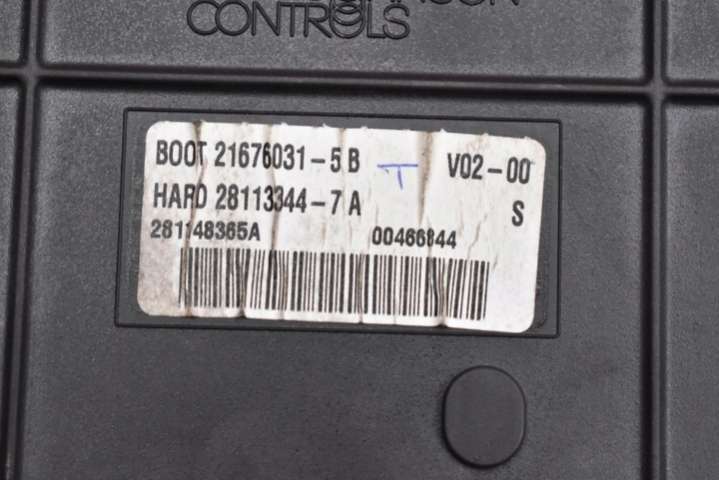 CONTROLS
BOOT 21676031-5 B T V02-00
HARD 28113344-7 A S
281148365A 00466844